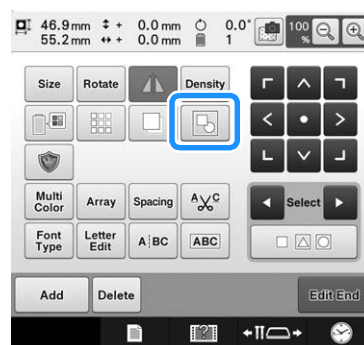 46.9mm + 0.0mm 0.0° 100
55.2mm + 0.0mm 1 %
Size Rotate Density
Multi Color Array Spacing A C
Select
Font Type Letter Edit A BC ABC
Add Delete Edit End